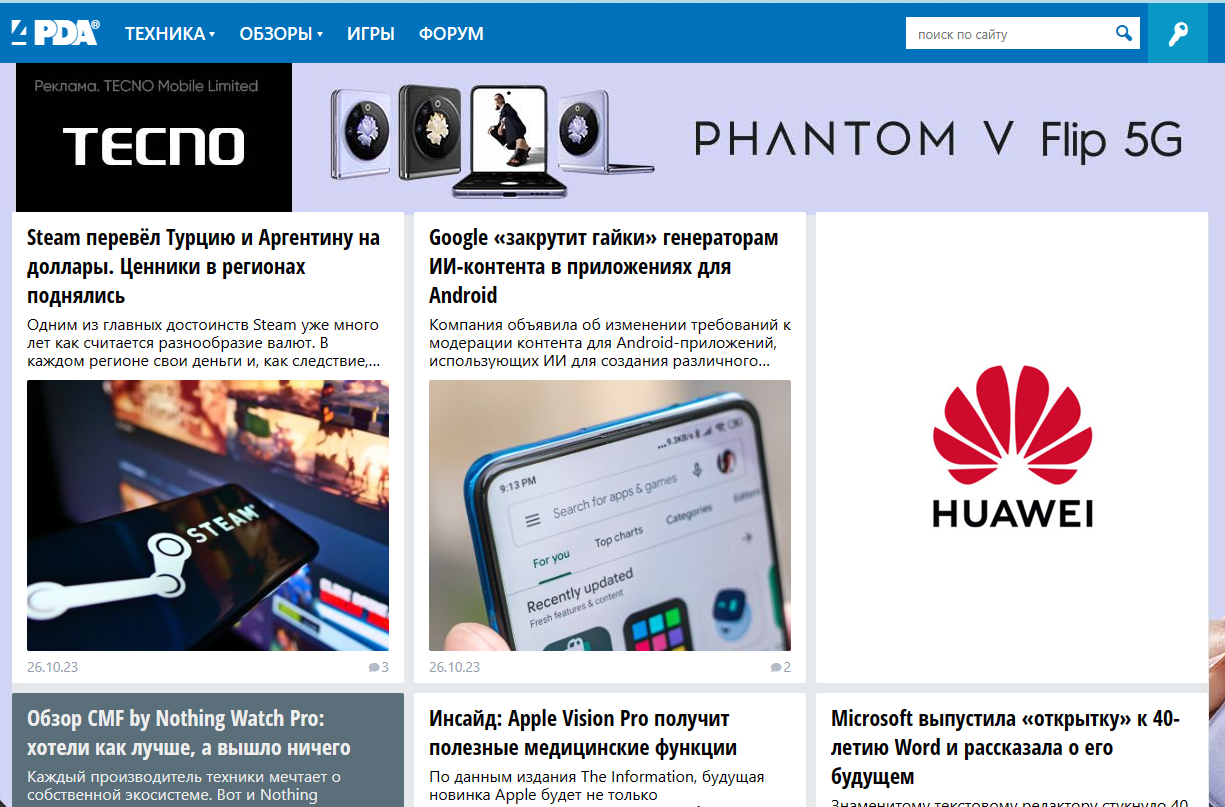 4PDA®
ТЕХНИКА
ОБЗОРЫ
ИГРЫ
ФОРУМ
поиск по сайту
Реклама. TECNO Mobile Limited
TECNO
PHANTOM V Flip 5G
Steam перевёл Турцию и Аргентину на
доллары. Ценники в регионах
поднялись
Одним из главных достоинств Steam уже много
лет как считается разнообразие валют. В
каждом регионе свои деньги и, как следствие,...
STEAM
26.10.23
3
Google «закрутит гайки» генераторам
ИИ-контента в приложениях для
Android
Компания объявила об изменении требований к
модерации контента для Android-приложений,
использующих ИИ для создания различного...
9:13 PM
...9.3KB/s
Search for apps & games
For you
Top charts
Categories
Recently updated
Fresh features & content
26.10.23
2
HUAWEI
Обзор CMF by Nothing Watch Pro:
хотели как лучше, а вышло ничего
Каждый производитель техники мечтает о
собственной экосистеме. Вот и Nothing
Инсайд: Apple Vision Pro получит
полезные медицинские функции
По данным издания The Information, будущая
новинка Apple будет не только
Microsoft выпустила «открытку» к 40-
летию Word и рассказала о его
будущем
Знаменитому текстовому редактору стукнуло 40